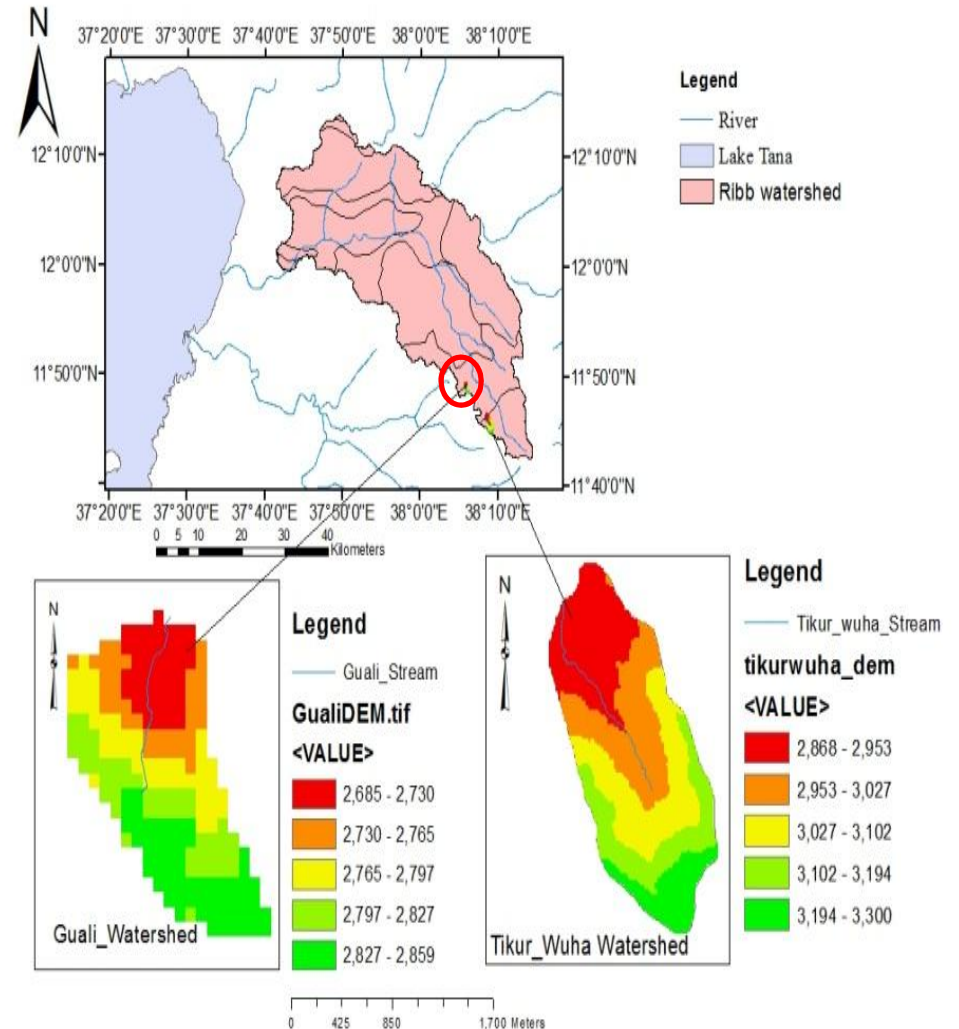 N
37°20'0"E 37°30'0"E 37°40'0"E 37°50'0"E 38°0'0"E 38°10'0"E
Legend
River
Lake Tana
Ribb watershed
12°10'0"N
12°10'0"N
12°0'0"N
12°0'0"N
11°50'0"N
11°50'0"N
11°40'0"N
37°20'0"E 37°30'0"E 37°40'0"E 37°50'0"E 38°0'0"E 38°10'0"E
0 5 10 20 30 40
Kilometers
N
Guali_Watershed
Legend
Guali_Stream
GualiDEM.tif
<VALUE>
2,685 - 2,730
2,730 - 2,765
2,765 - 2,797
2,797 - 2,827
2,827 - 2,859
N
Tikur_Wuha Watershed
Legend
Tikur_wuha_Stream
tikurwuha_dem
<VALUE>
2,868 - 2,953
2,953 - 3,027
3,027 - 3,102
3,102 - 3,194
3,194 - 3,300
0 425 850 1,700 Meters